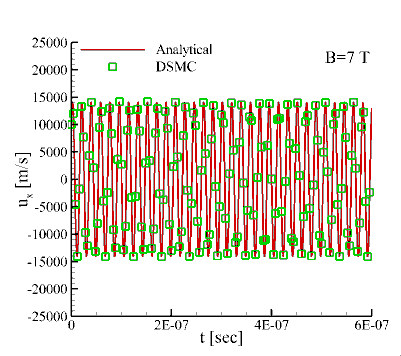 25000
20000
15000
10000
5000
0
-5000
-10000
-15000
-20000
-25000
u_x [m/s]
Analytical
DSMC
B=7 T
0
2E-07
4E-07
6E-07
t [sec]